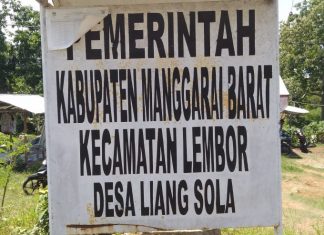 PEMERINTAH
KABUPATEN MANGGARAI BARAT
KECAMATAN LEMBOR
DESA LIANG SOLA